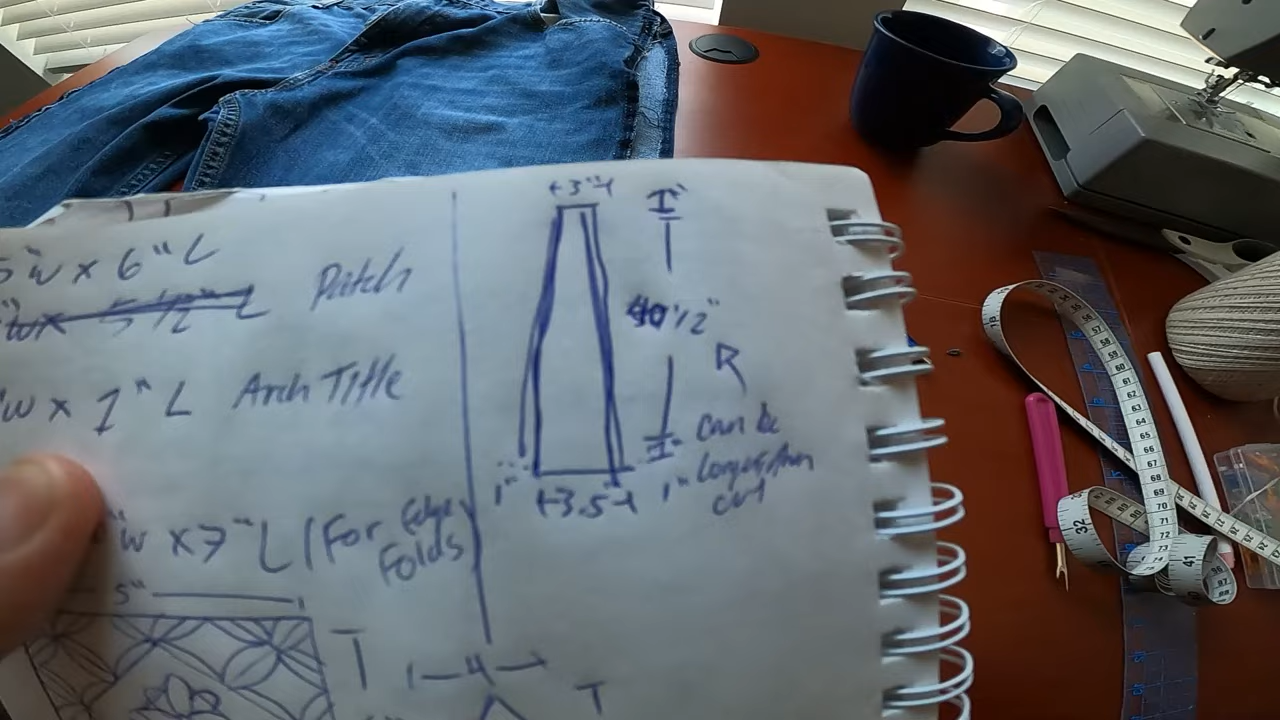 5"w x 6"L Patch
5 1/2" L
"w x 1" L Arch Title
"w x 7" L (For Edge
Folds
5"
+3"+
1"
40 1/2"
R
can be
longer than
cut
1"
+3.5+
1"
4
T